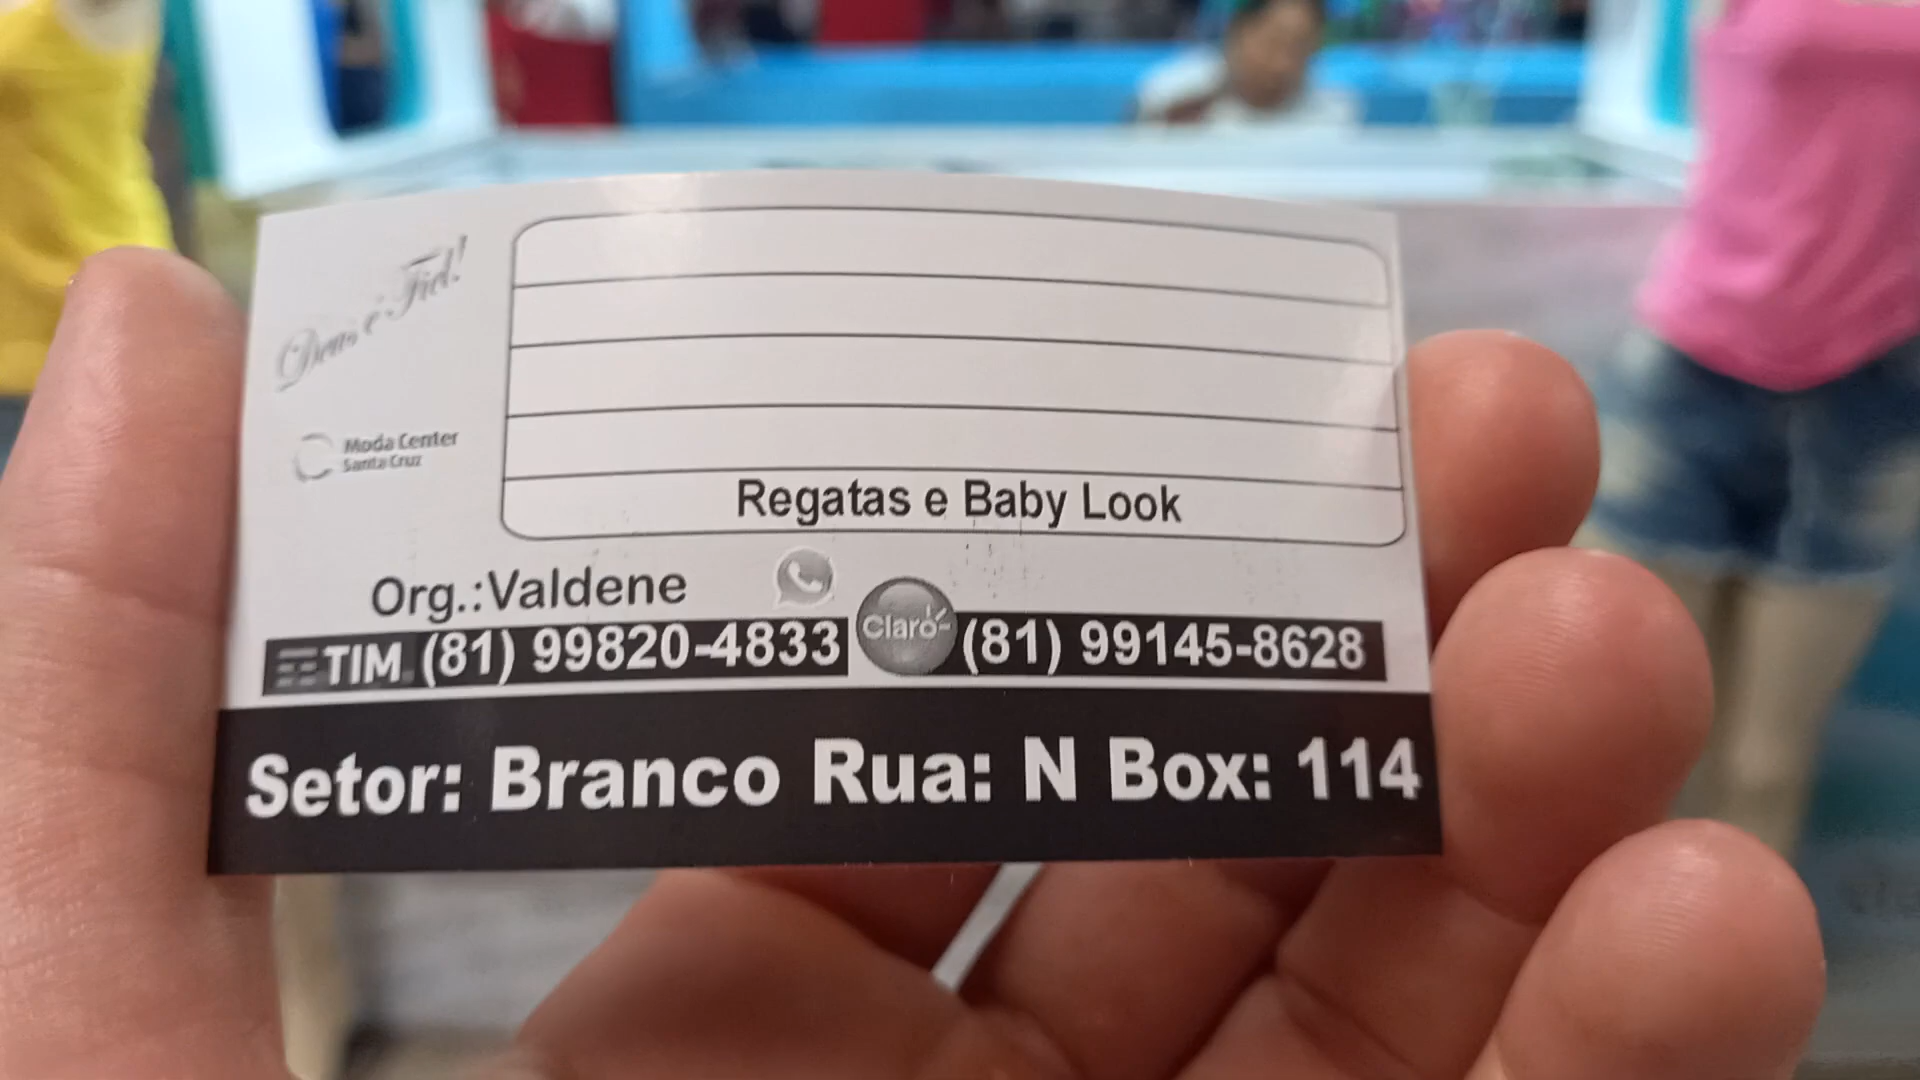 Deus é Fiel!
Moda Center
Santa Cruz
Regatas e Baby Look
Org.:Valdene
TIM (81) 99820-4833 Claro (81) 99145-8628
Setor: Branco Rua: N Box: 114